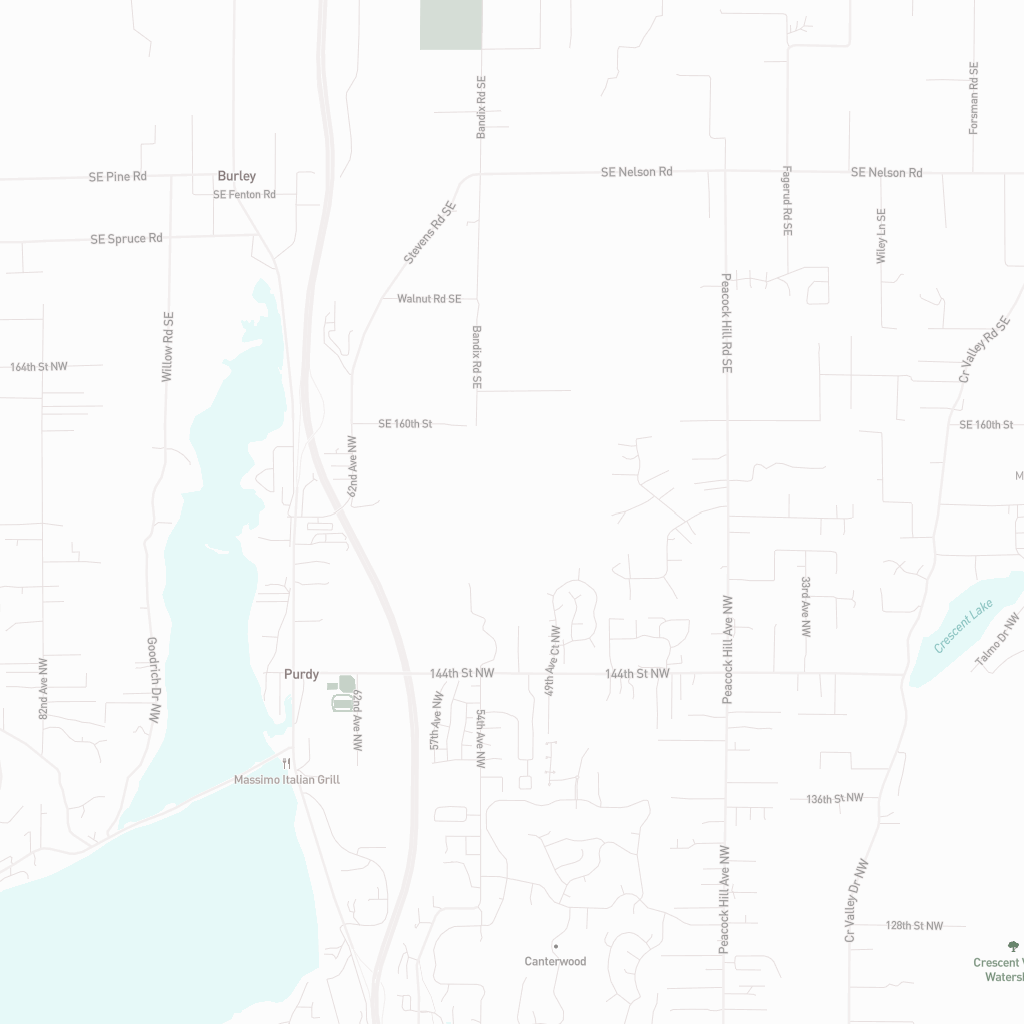 Bandix Rd SE
Forsman Rd SE
SE Pine Rd
Burley
SE Fenton Rd
SE Nelson Rd
SE Nelson Rd
Fagerud Rd SE
Wiley Ln SE
SE Spruce Rd
Stevens Rd SE
Walnut Rd SE
Peacock Hill Rd SE
Willow Rd SE
Bandix Rd SE
Cr Valley Rd SE
164th St NW
SE 160th St
SE 160th St
62nd Ave NW
M
33rd Ave NW
Crescent Lake
Talmo Dr NW
Goodrich Dr NW
82nd Ave NW
Purdy
144th St NW
49th Ave Ct NW
144th St NW
Peacock Hill Ave NW
62nd Ave NW
57th Ave NW
54th Ave NW
Massimo Italian Grill
136th St NW
Peacock Hill Ave NW
Cr Valley Dr NW
128th St NW
Canterwood
Crescent V
Watersh